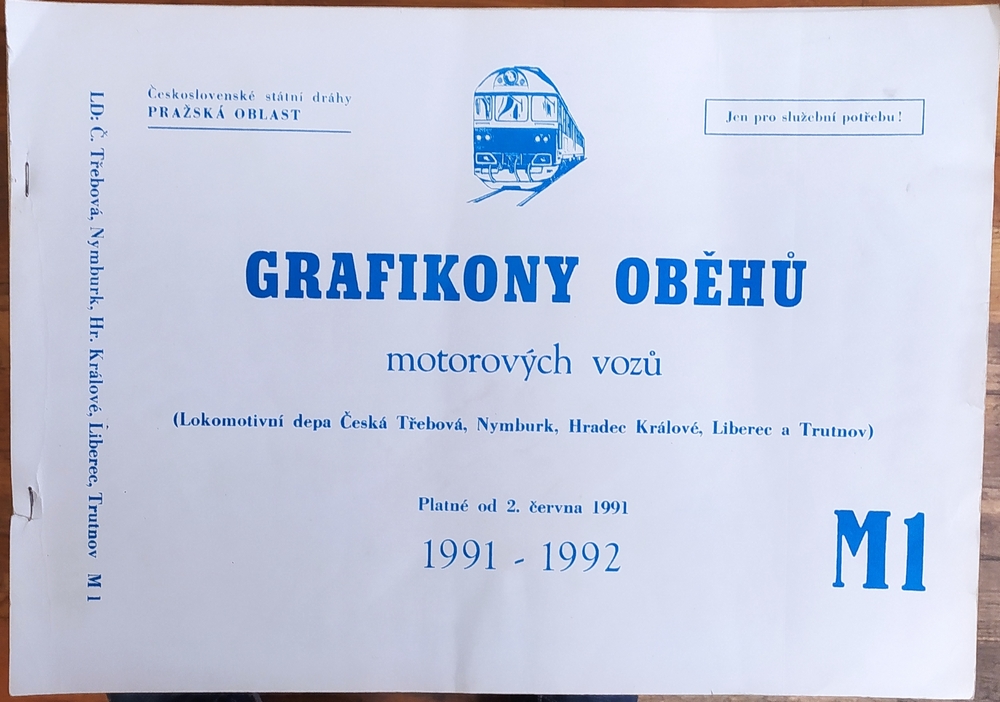 Československé státní dráhy
PRAŽSKÁ OBLAST
Jen pro služební potřebu!
GRAFIKONY OBĚHŮ
motorových vozů
(Lokomotivní depa Česká Třebová, Nymburk, Hradec Králové, Liberec a Trutnov)
Platné od 2. června 1991
1991 - 1992
M1
LD: Č. Třebová, Nymburk, Hr. Králové, Liberec, Trutnov M 1